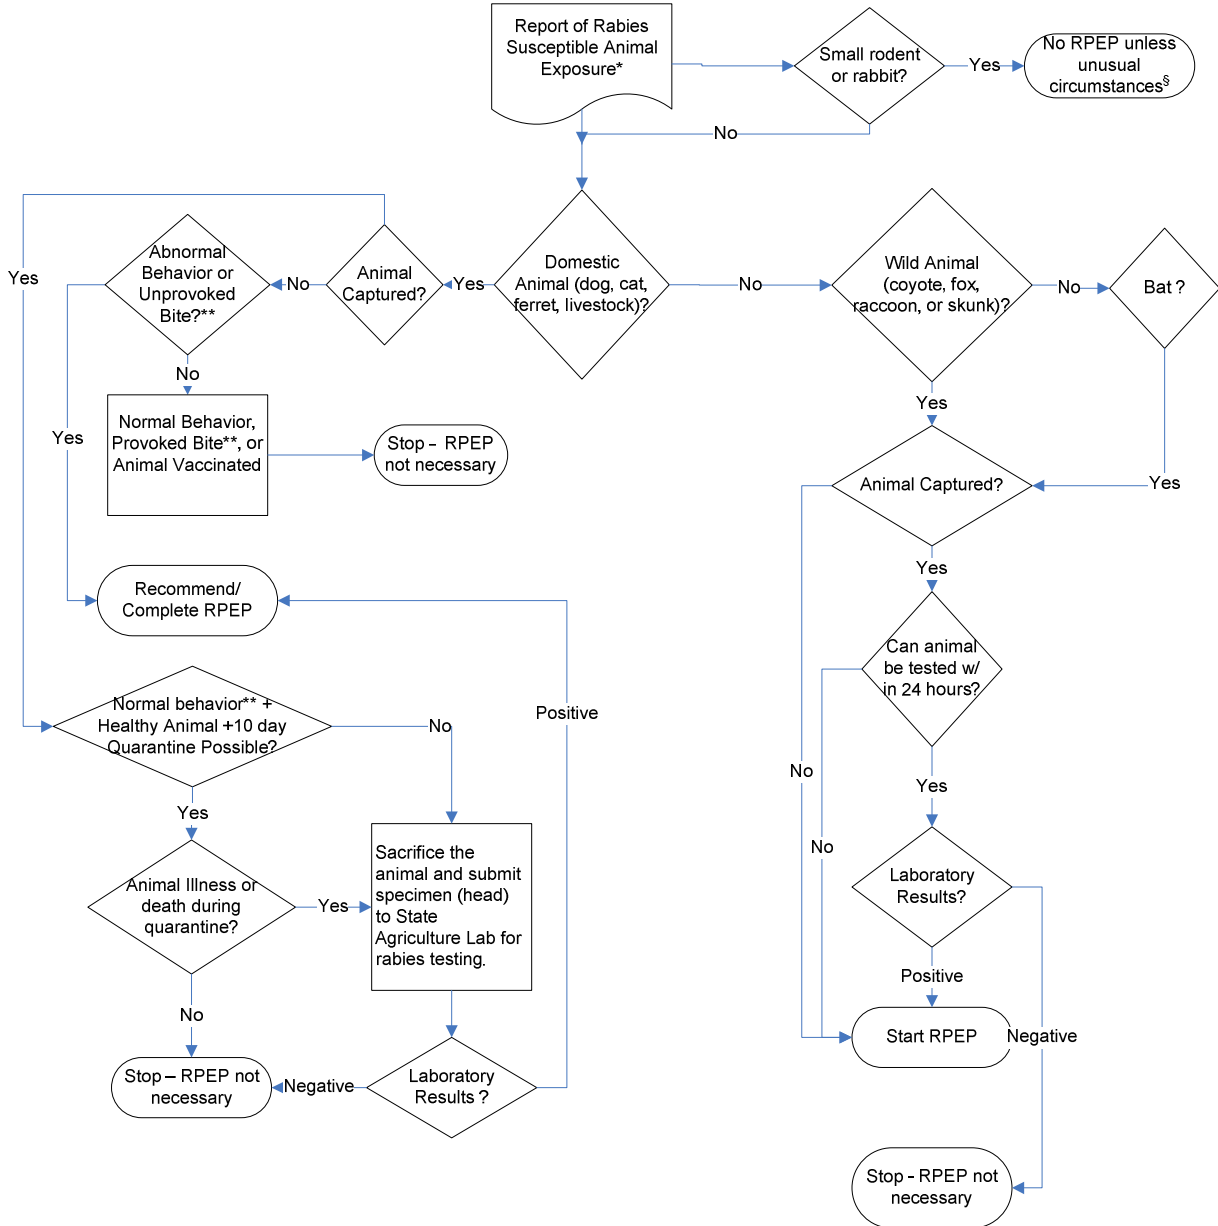 Report of Rabies
Susceptible Animal
Exposure*
Small rodent
or rabbit?
Yes
No RPEP unless
unusual
circumstances§
No
Domestic
Animal (dog, cat,
ferret, livestock)?
Yes
Animal
Captured?
No
Abnormal
Behavior or
Unprovoked
Bite?**
Yes
No
Wild Animal
(coyote, fox,
raccoon, or skunk)?
No
Bat ?
No
Normal Behavior,
Provoked Bite**, or
Animal Vaccinated
Stop – RPEP
not necessary
Yes
Recommend/
Complete RPEP
Yes
Yes
Animal Captured?
Yes
Can animal
be tested w/
in 24 hours?
Normal behavior** +
Healthy Animal +10 day
Quarantine Possible?
No
Positive
No
Yes
No
Yes
Sacrifice the
animal and submit
specimen (head)
to State
Agriculture Lab for
rabies testing.
Animal Illness or
death during
quarantine?
Yes
Laboratory
Results?
Positive
No
Start RPEP
Negative
Stop – RPEP not
necessary
Negative
Laboratory
Results ?
Stop - RPEP not
necessary